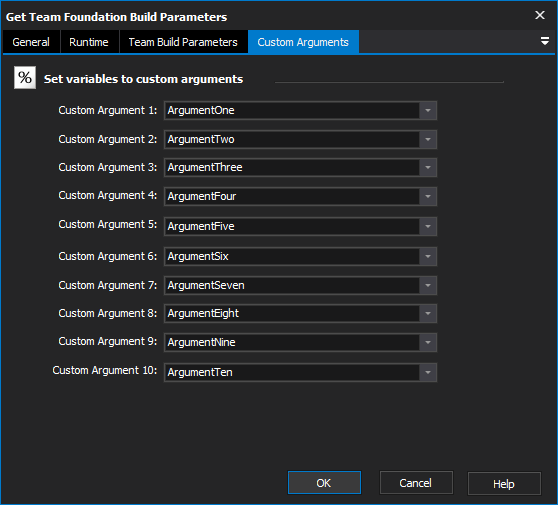 Get Team Foundation Build Parameters
General Runtime Team Build Parameters Custom Arguments
% Set variables to custom arguments
Custom Argument 1: ArgumentOne
Custom Argument 2: ArgumentTwo
Custom Argument 3: ArgumentThree
Custom Argument 4: ArgumentFour
Custom Argument 5: ArgumentFive
Custom Argument 6: ArgumentSix
Custom Argument 7: ArgumentSeven
Custom Argument 8: ArgumentEight
Custom Argument 9: ArgumentNine
Custom Argument 10: ArgumentTen
OK Cancel Help